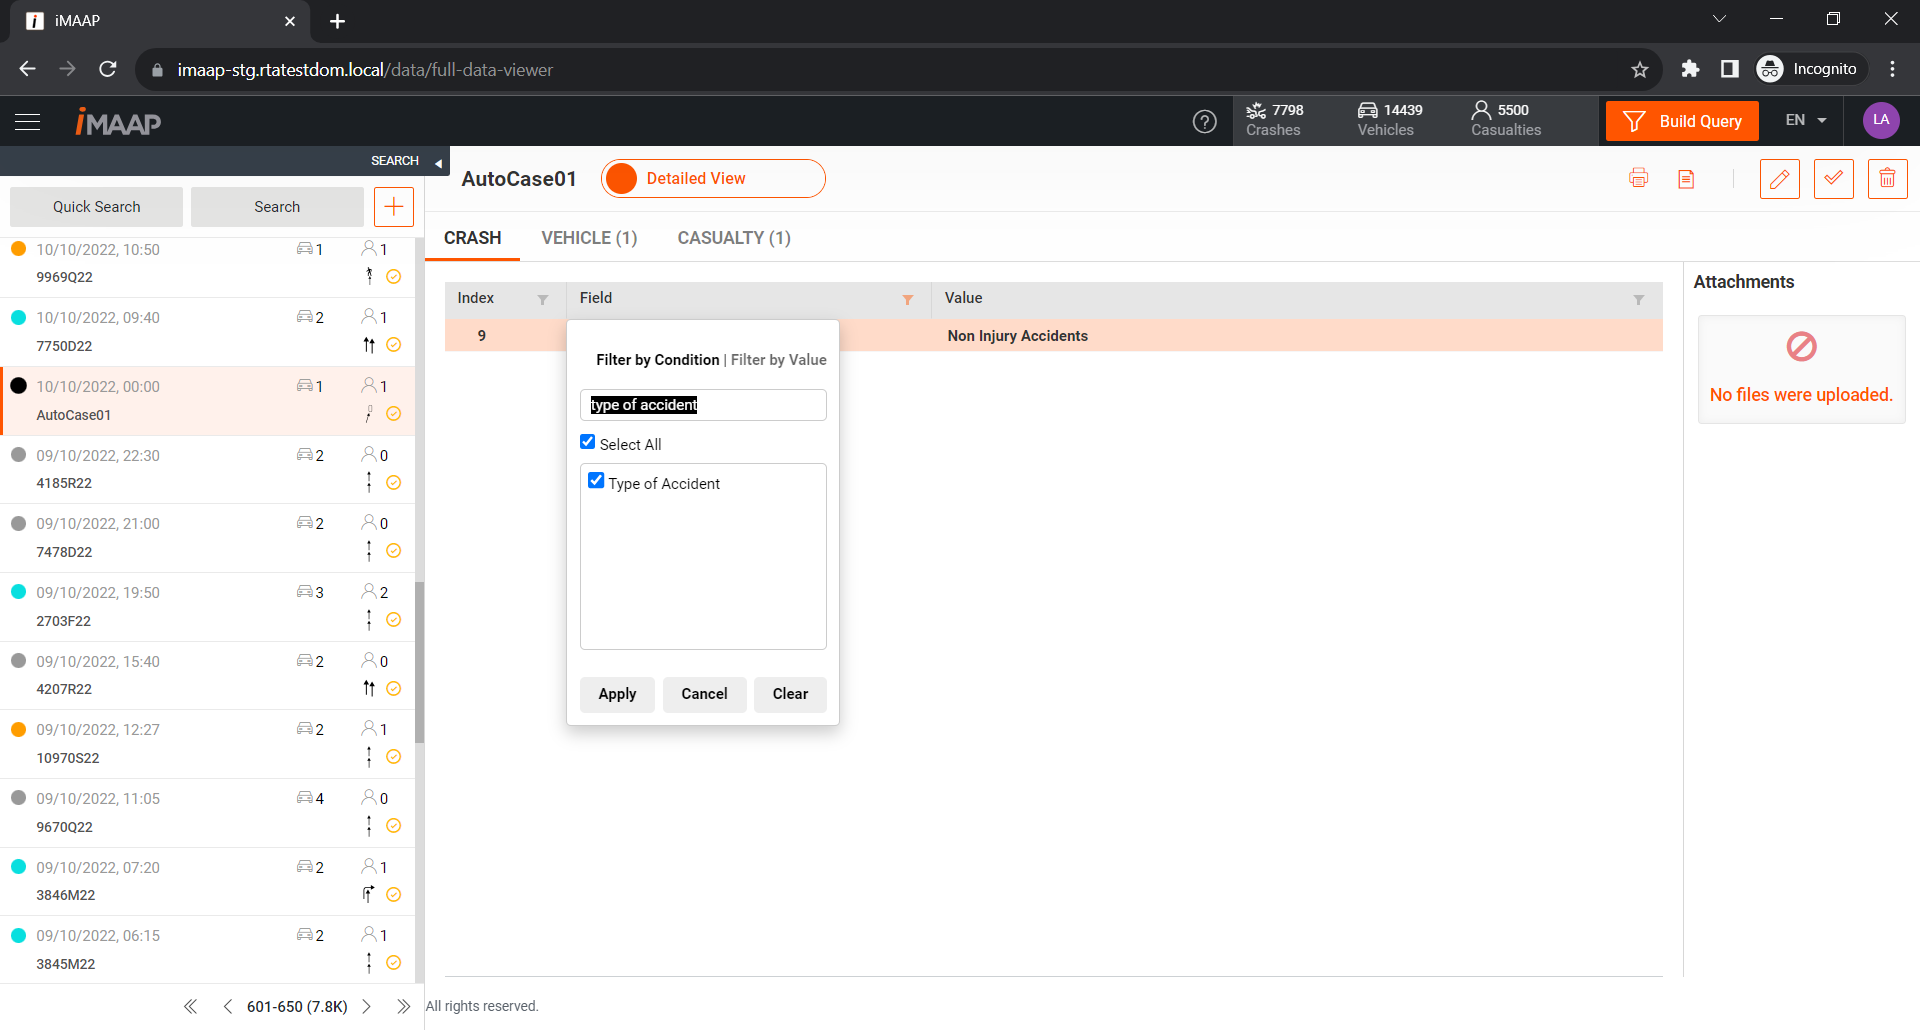 iMAAP
imaap-stg.rtatestdom.local/data/full-data-viewer
Incognito
iMAAP
7798
Crashes
14439
Vehicles
5500
Casualties
Build Query
EN
LA
SEARCH
AutoCase01
Detailed View
Quick Search
Search
CRASH
VEHICLE (1)
CASUALTY (1)
10/10/2022, 10:50 1 1
9969Q22
10/10/2022, 09:40 2 1
7750D22
10/10/2022, 00:00 1 1
AutoCase01
09/10/2022, 22:30 2 0
4185R22
09/10/2022, 21:00 2 0
7478D22
09/10/2022, 19:50 3 2
2703F22
09/10/2022, 15:40 2 0
4207R22
09/10/2022, 12:27 2 1
10970S22
09/10/2022, 11:05 4 0
9670Q22
09/10/2022, 07:20 2 1
3846M22
09/10/2022, 06:15 2 1
3845M22
601-650 (7.8K)
Index Field Value
9 Non Injury Accidents
Filter by Condition | Filter by Value
type of accident
Select All
Type of Accident
Apply Cancel Clear
Attachments
No files were uploaded.
All rights reserved.